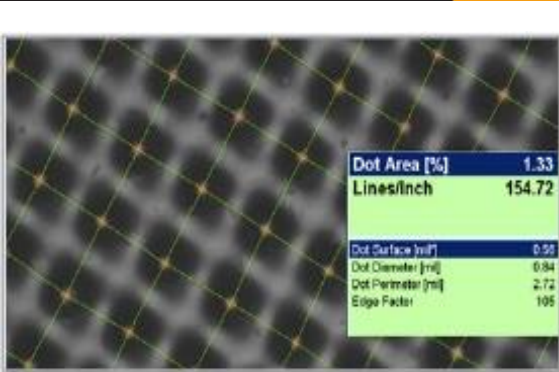 Dot Area [%] 1.33
Lines/Inch 154.72
Dot Surface [mil²] 0.56
Dot Diameter [mil] 0.84
Dot Perimeter [mil] 2.72
Edge Factor 105